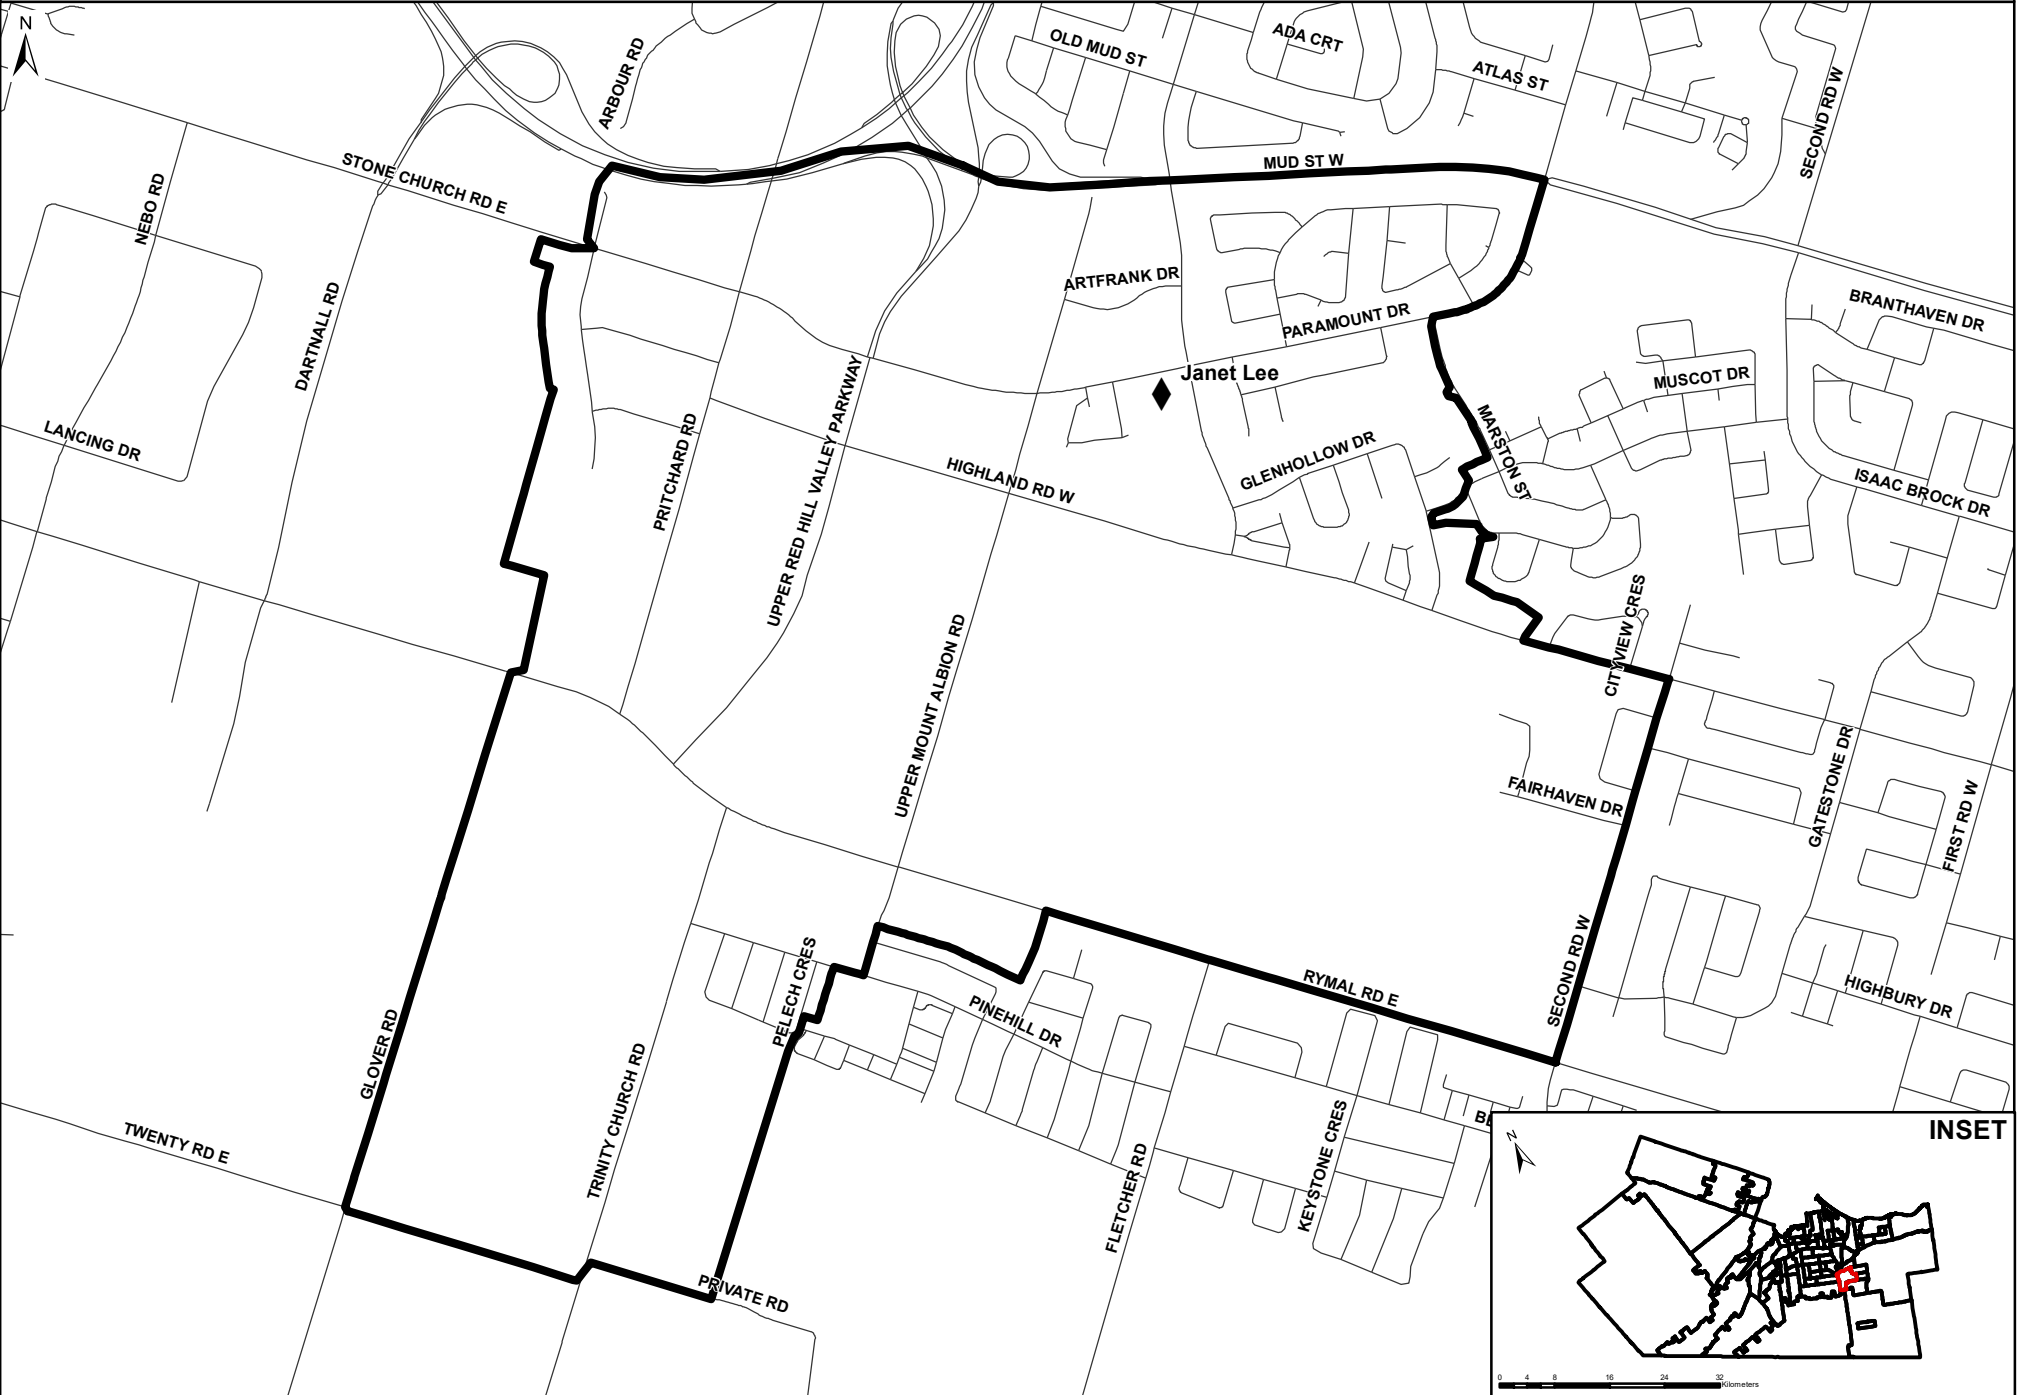 N
OLD MUD ST
ADA CRT
ATLAS ST
ARBOUR RD
SECOND RD W
STONE CHURCH RD E
MUD ST W
NEBO RD
ARTFRANK DR
PARAMOUNT DR
BRANTHAVEN DR
DARTNALL RD
Janet Lee
MUSCOT DR
LANCING DR
PRITCHARD RD
UPPER RED HILL VALLEY PARKWAY
HIGHLAND RD W
GLENHOLLOW DR
MARSTON ST
ISAAC BROCK DR
CITYVIEW CRES
UPPER MOUNT ALBION RD
FAIRHAVEN DR
GATESTONE DR
FIRST RD W
PELECH CRES
PINEHILL DR
RYMAL RD E
SECOND RD W
HIGHBURY DR
GLOVER RD
TRINITY CHURCH RD
TWENTY RD E
FLETCHER RD
KEYSTONE CRES
PRIVATE RD
INSET
N
0 4 8 16 24 32
Kilometers